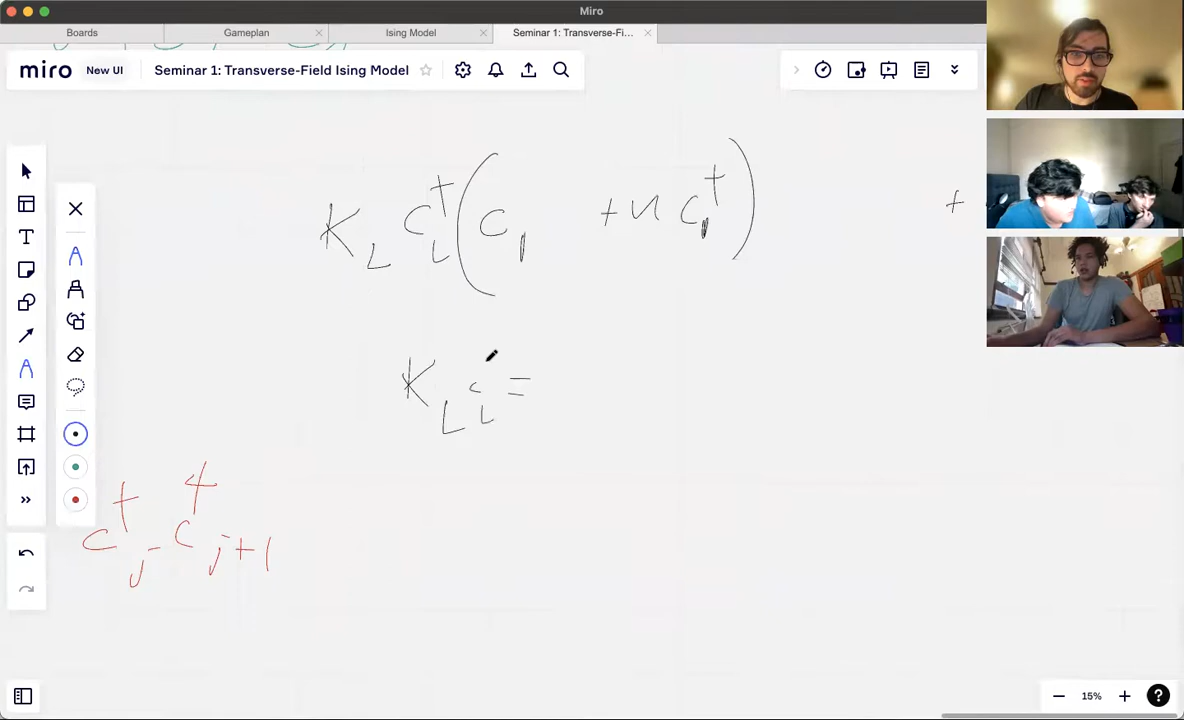 Miro
Boards Gameplan Ising Model Seminar 1: Transverse-Fi...
miro New UI Seminar 1: Transverse-Field Ising Model
K_L c_L^† ( c_1 + κ c_1^† ) +
K_L c_L^' =
c_j^† c_{j+1}^†
15%